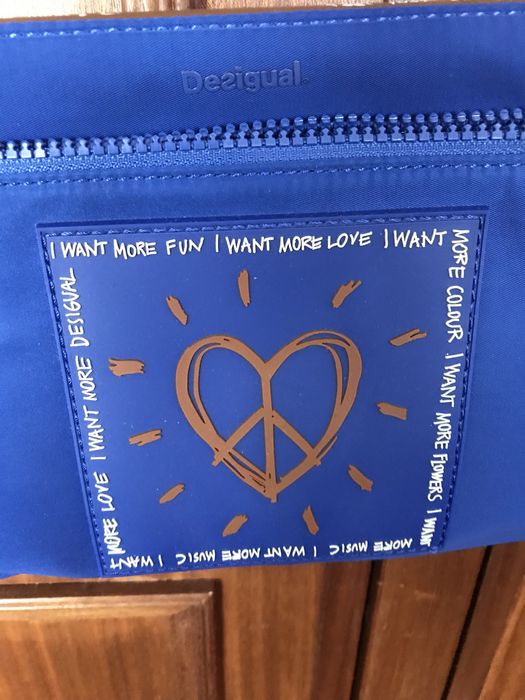 Desigual.
I WANT MORE FUN I WANT MORE LOVE I WANT
MORE COLOUR I WANT MORE FLOWERS I WANT
MORE MUSIC I WANT MORE MUSIC I WANT
MORE LOVE I WANT MORE DESIGUAL